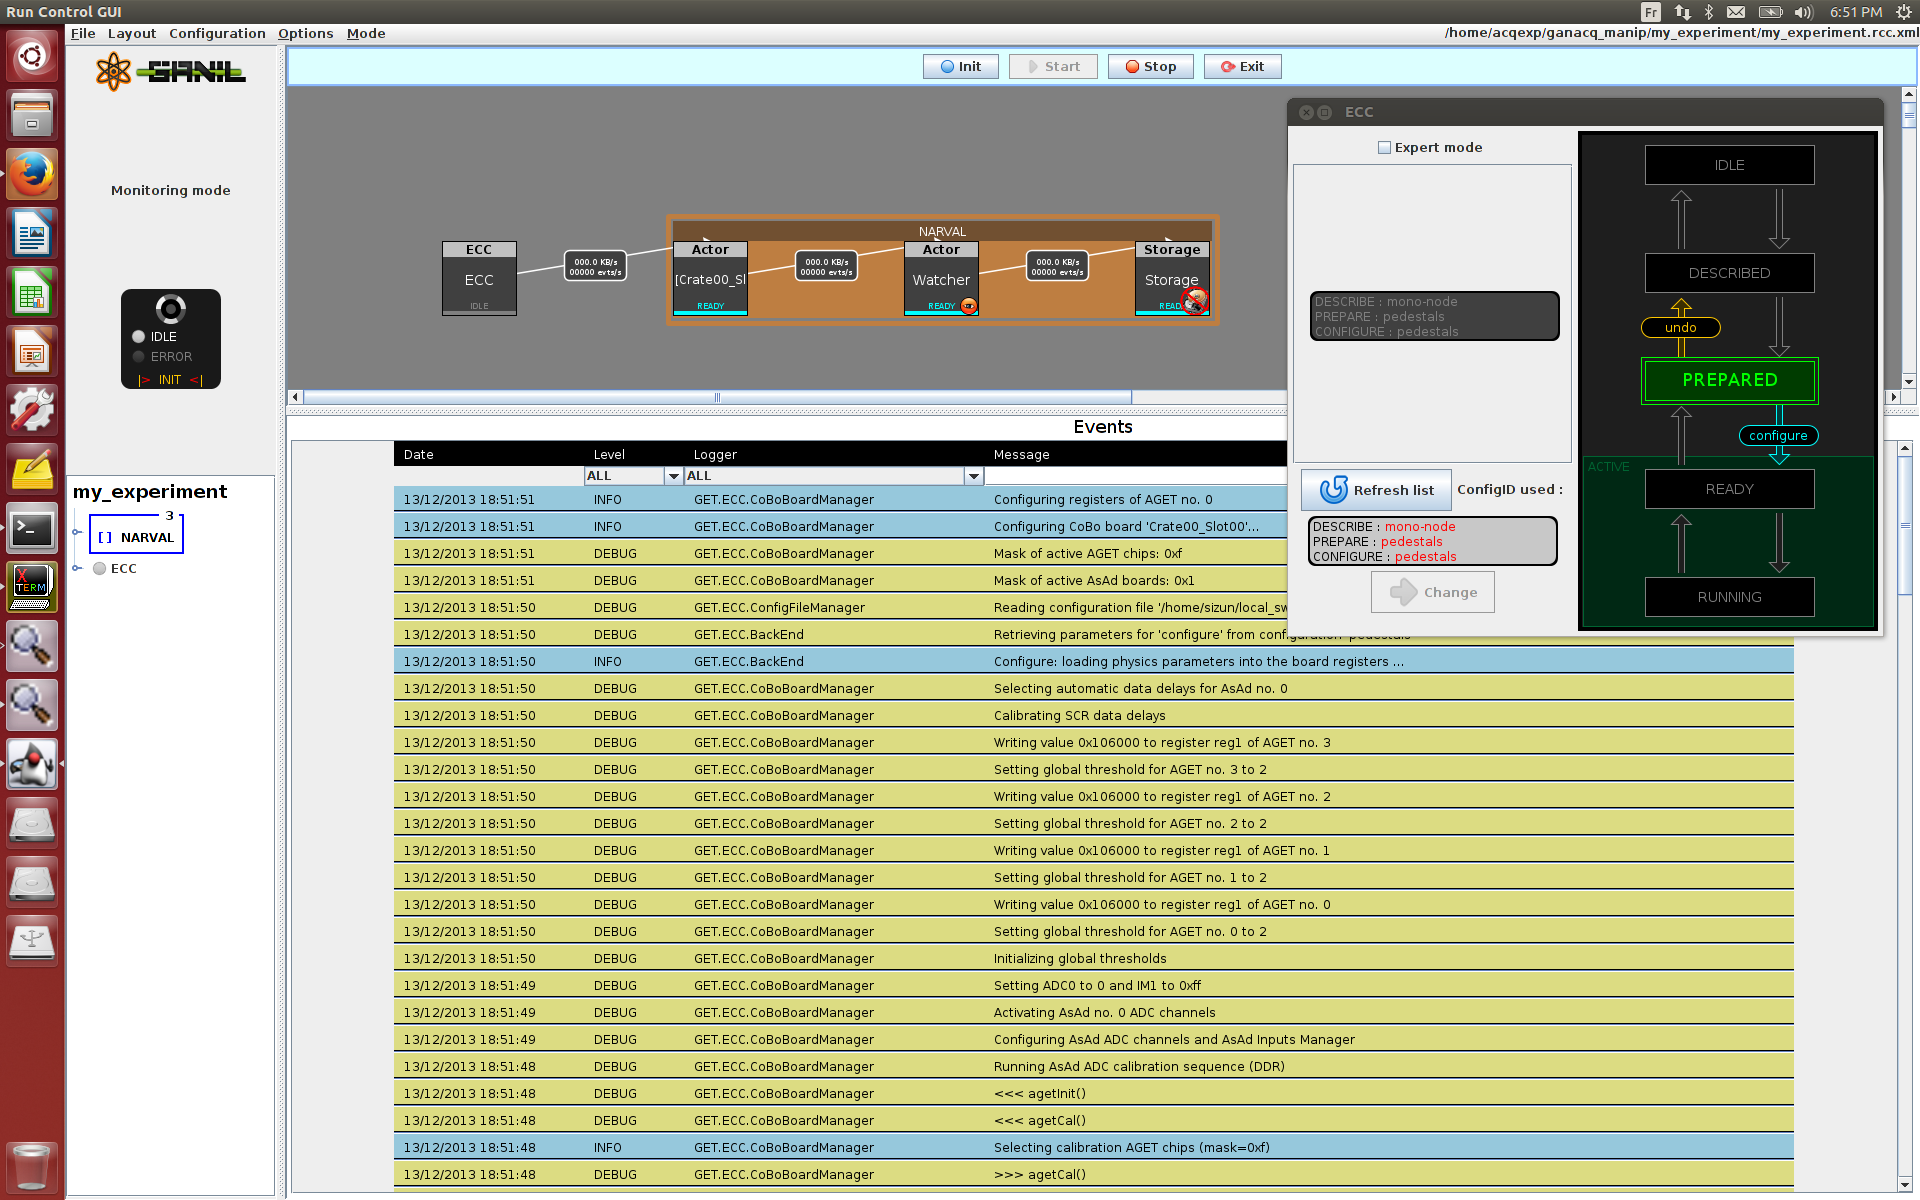 Run Control GUI
Fr
6:51 PM
File Layout Configuration Options Mode
/home/acqexp/ganacq_manip/my_experiment/my_experiment.rcc.xml
GANIL
Monitoring mode
IDLE
ERROR
|> INIT <|
my_experiment
3
[ ] NARVAL
ECC
Init
Start
Stop
Exit
NARVAL
ECC
ECC
IDLE
000.0 KB/s
00000 evts/s
Actor
[Crate00_Sl
READY
000.0 KB/s
00000 evts/s
Actor
Watcher
READY
000.0 KB/s
00000 evts/s
Storage
Storage
READ
ECC
Expert mode
DESCRIBE : mono-node
PREPARE : pedestals
CONFIGURE : pedestals
Refresh list
ConfigID used :
DESCRIBE : mono-node
PREPARE : pedestals
CONFIGURE : pedestals
Change
IDLE
DESCRIBED
undo
PREPARED
configure
ACTIVE
READY
RUNNING
Events
Date Level Logger Message
ALL ALL
13/12/2013 18:51:51 INFO GET.ECC.CoBoBoardManager Configuring registers of AGET no. 0
13/12/2013 18:51:51 INFO GET.ECC.CoBoBoardManager Configuring CoBo board 'Crate00_Slot00'...
13/12/2013 18:51:51 DEBUG GET.ECC.CoBoBoardManager Mask of active AGET chips: 0xf
13/12/2013 18:51:51 DEBUG GET.ECC.CoBoBoardManager Mask of active AsAd boards: 0x1
13/12/2013 18:51:50 DEBUG GET.ECC.ConfigFileManager Reading configuration file '/home/sizun/local_sw
13/12/2013 18:51:50 DEBUG GET.ECC.BackEnd Retrieving parameters for 'configure' from configuration 'pedestals'
13/12/2013 18:51:50 INFO GET.ECC.BackEnd Configure: loading physics parameters into the board registers ...
13/12/2013 18:51:50 DEBUG GET.ECC.CoBoBoardManager Selecting automatic data delays for AsAd no. 0
13/12/2013 18:51:50 DEBUG GET.ECC.CoBoBoardManager Calibrating SCR data delays
13/12/2013 18:51:50 DEBUG GET.ECC.CoBoBoardManager Writing value 0x106000 to register reg1 of AGET no. 3
13/12/2013 18:51:50 DEBUG GET.ECC.CoBoBoardManager Setting global threshold for AGET no. 3 to 2
13/12/2013 18:51:50 DEBUG GET.ECC.CoBoBoardManager Writing value 0x106000 to register reg1 of AGET no. 2
13/12/2013 18:51:50 DEBUG GET.ECC.CoBoBoardManager Setting global threshold for AGET no. 2 to 2
13/12/2013 18:51:50 DEBUG GET.ECC.CoBoBoardManager Writing value 0x106000 to register reg1 of AGET no. 1
13/12/2013 18:51:50 DEBUG GET.ECC.CoBoBoardManager Setting global threshold for AGET no. 1 to 2
13/12/2013 18:51:50 DEBUG GET.ECC.CoBoBoardManager Writing value 0x106000 to register reg1 of AGET no. 0
13/12/2013 18:51:50 DEBUG GET.ECC.CoBoBoardManager Setting global threshold for AGET no. 0 to 2
13/12/2013 18:51:50 DEBUG GET.ECC.CoBoBoardManager Initializing global thresholds
13/12/2013 18:51:49 DEBUG GET.ECC.CoBoBoardManager Setting ADC0 to 0 and IM1 to 0xff
13/12/2013 18:51:49 DEBUG GET.ECC.CoBoBoardManager Activating AsAd no. 0 ADC channels
13/12/2013 18:51:49 DEBUG GET.ECC.CoBoBoardManager Configuring AsAd ADC channels and AsAd Inputs Manager
13/12/2013 18:51:48 DEBUG GET.ECC.CoBoBoardManager Running AsAd ADC calibration sequence (DDR)
13/12/2013 18:51:48 DEBUG GET.ECC.CoBoBoardManager <<< agetInit()
13/12/2013 18:51:48 DEBUG GET.ECC.CoBoBoardManager <<< agetCal()
13/12/2013 18:51:48 INFO GET.ECC.CoBoBoardManager Selecting calibration AGET chips (mask=0xf)
13/12/2013 18:51:48 DEBUG GET.ECC.CoBoBoardManager >>> agetCal()
X
TERM